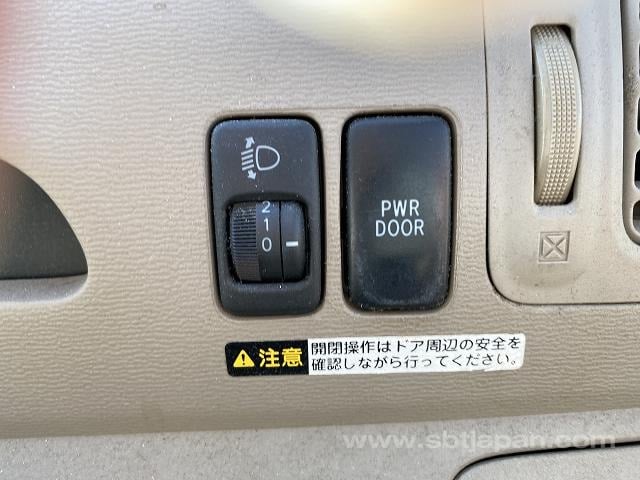 2
1
0
PWR
DOOR
注意
開閉操作はドア周辺の安全を
確認しながら行ってください。
www.sbtjapan.com